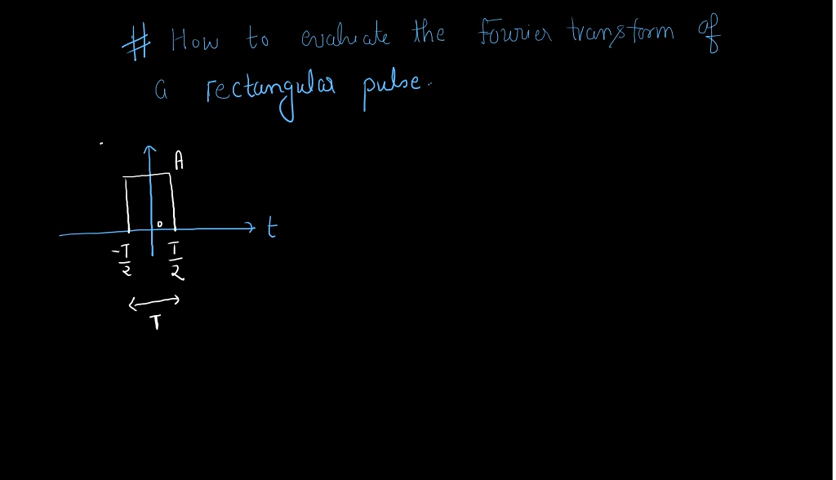 # How to evaluate the fourier transform of
a rectangular pulse.
A
0
t
-T/2
T/2
T